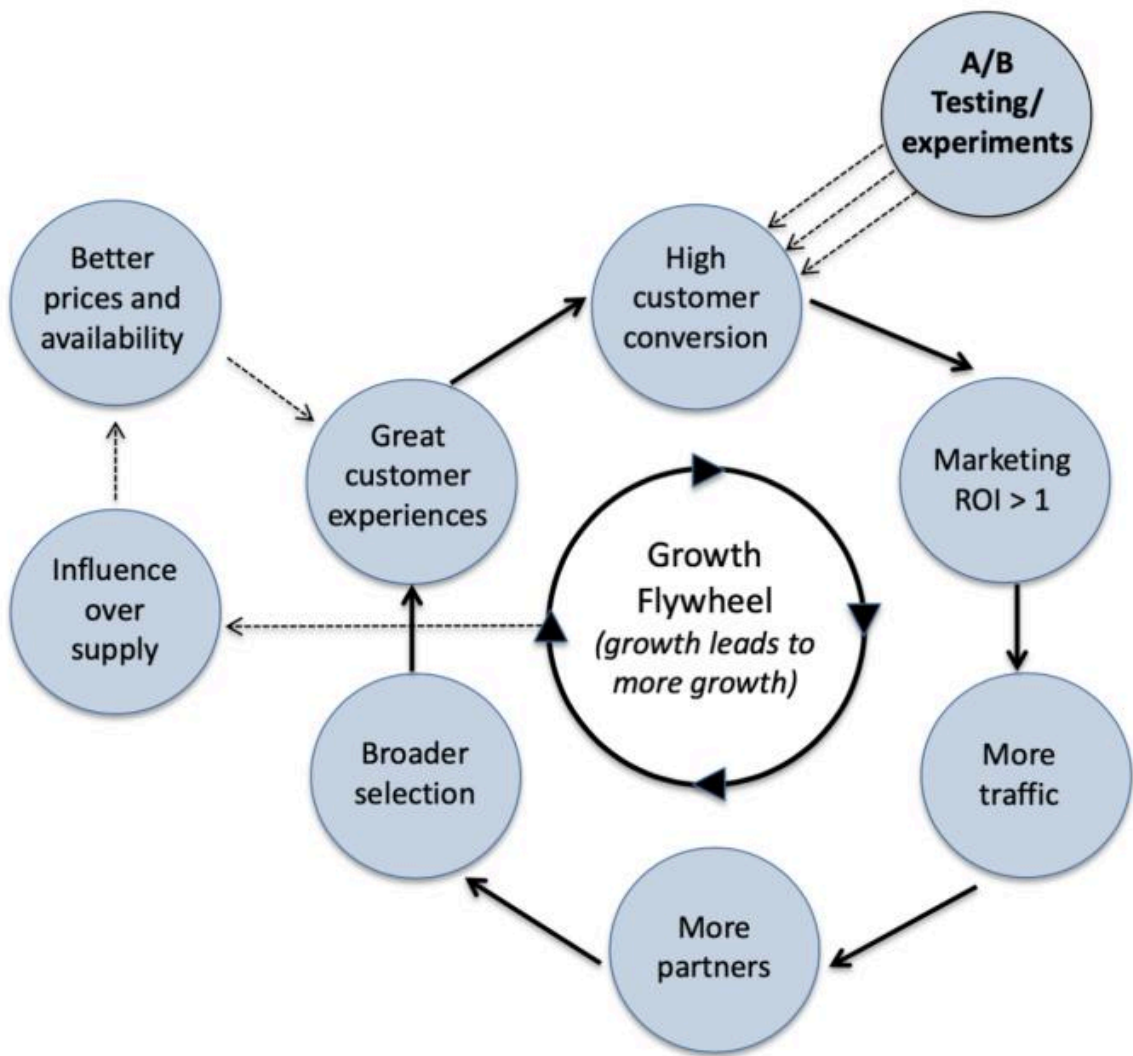 A/B
Testing/
experiments
Better
prices and
availability
High
customer
conversion
Great
customer
experiences
Marketing
ROI > 1
Growth
Flywheel
(growth leads to
more growth)
Influence
over
supply
Broader
selection
More
traffic
More
partners